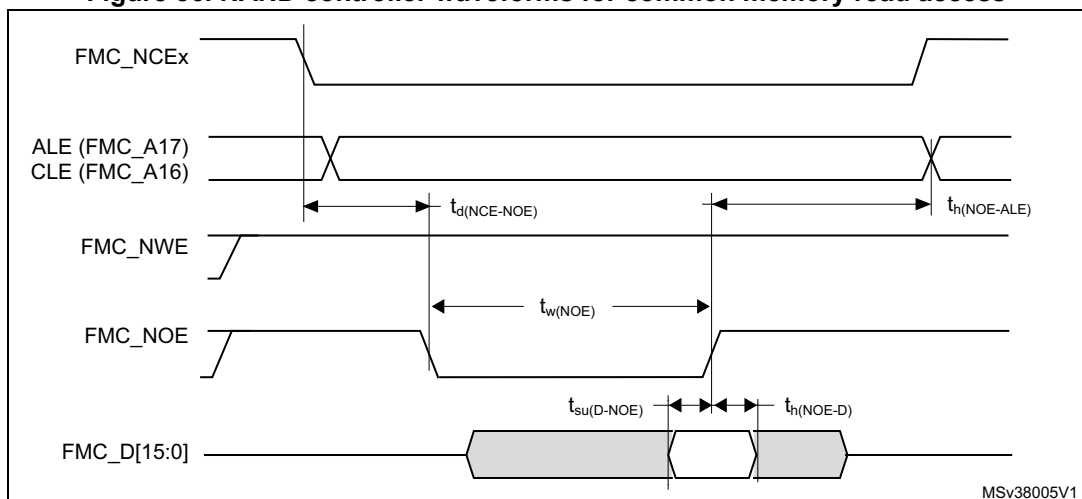 Figure 50. NAND controller waveforms for common memory read access
FMC_NCEx
ALE (FMC_A17)
CLE (FMC_A16)
td(NCE-NOE)
th(NOE-ALE)
FMC_NWE
tw(NOE)
FMC_NOE
tsu(D-NOE)
th(NOE-D)
FMC_D[15:0]
MSv38005V1